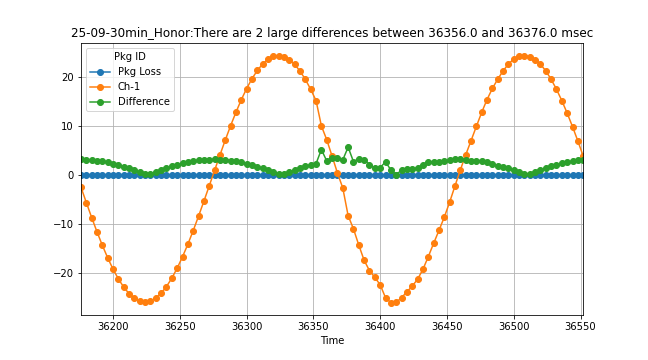 25-09-30min_Honor:There are 2 large differences between 36356.0 and 36376.0 msec
Pkg ID
Pkg Loss
Ch-1
Difference
20
10
0
−10
−20
36200 36250 36300 36350 36400 36450 36500 36550
Time